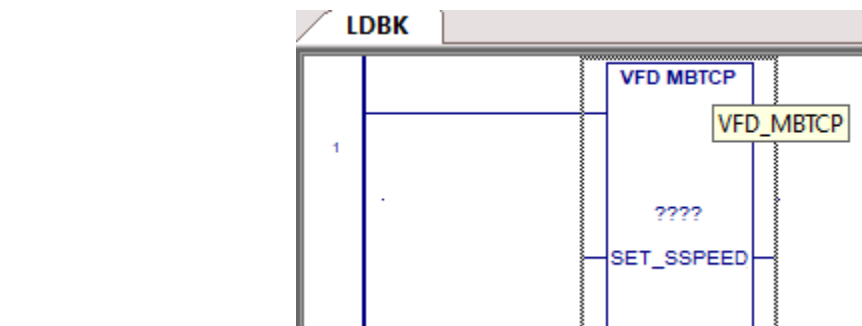 LDBK
VFD MBTCP
VFD_MBTCP
1
????
SET_SSPEED